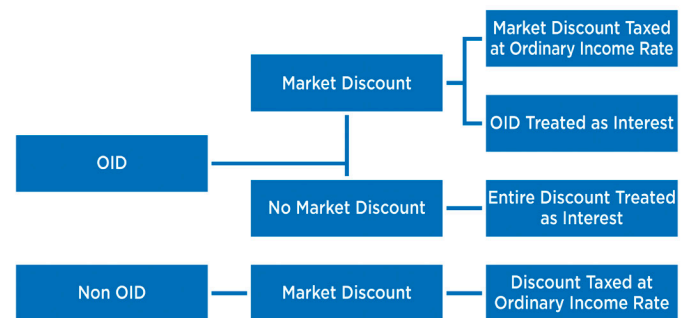 Market Discount Taxed
at Ordinary Income Rate
Market Discount
OID Treated as Interest
OID
No Market Discount
Entire Discount Treated
as Interest
Non OID
Market Discount
Discount Taxed at
Ordinary Income Rate